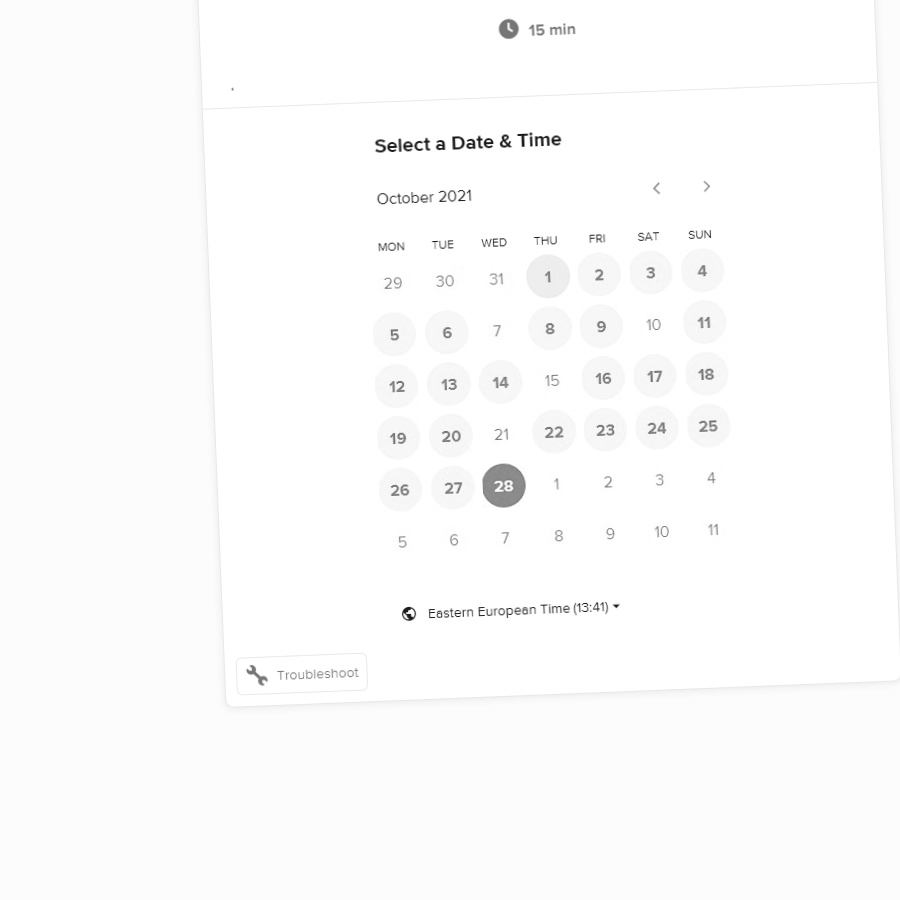 15 min
.
Select a Date & Time
October 2021
MON TUE WED THU FRI SAT SUN
29 30 31 1 2 3 4
5 6 7 8 9 10 11
12 13 14 15 16 17 18
19 20 21 22 23 24 25
26 27 28 1 2 3 4
5 6 7 8 9 10 11
Eastern European Time (13:41)
Troubleshoot